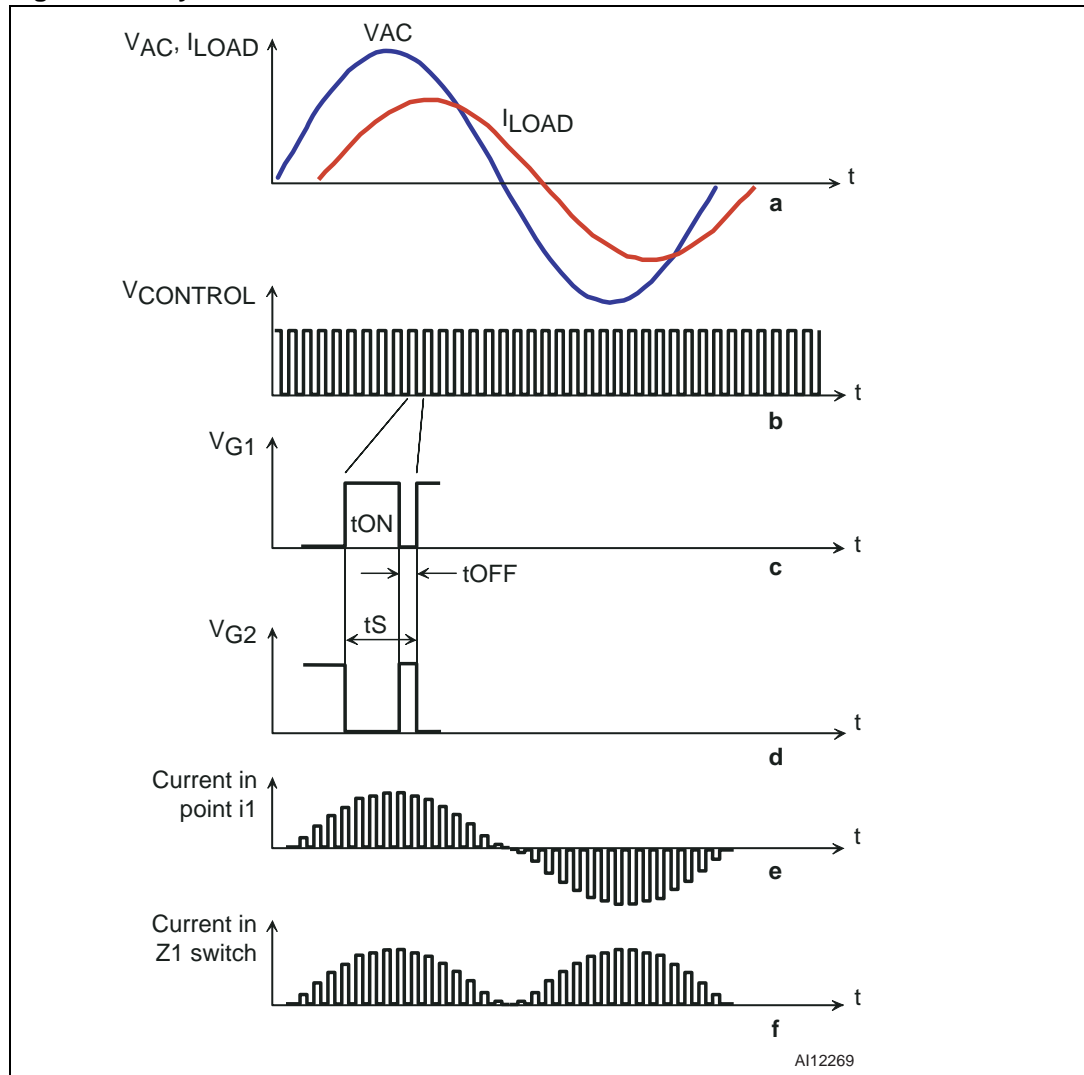 VAC
VAC, ILOAD
ILOAD
t
a
VCONTROL
t
b
VG1
tON
t
tOFF
c
tS
VG2
t
d
Current in
point i1
t
e
Current in
Z1 switch
t
f
AI12269